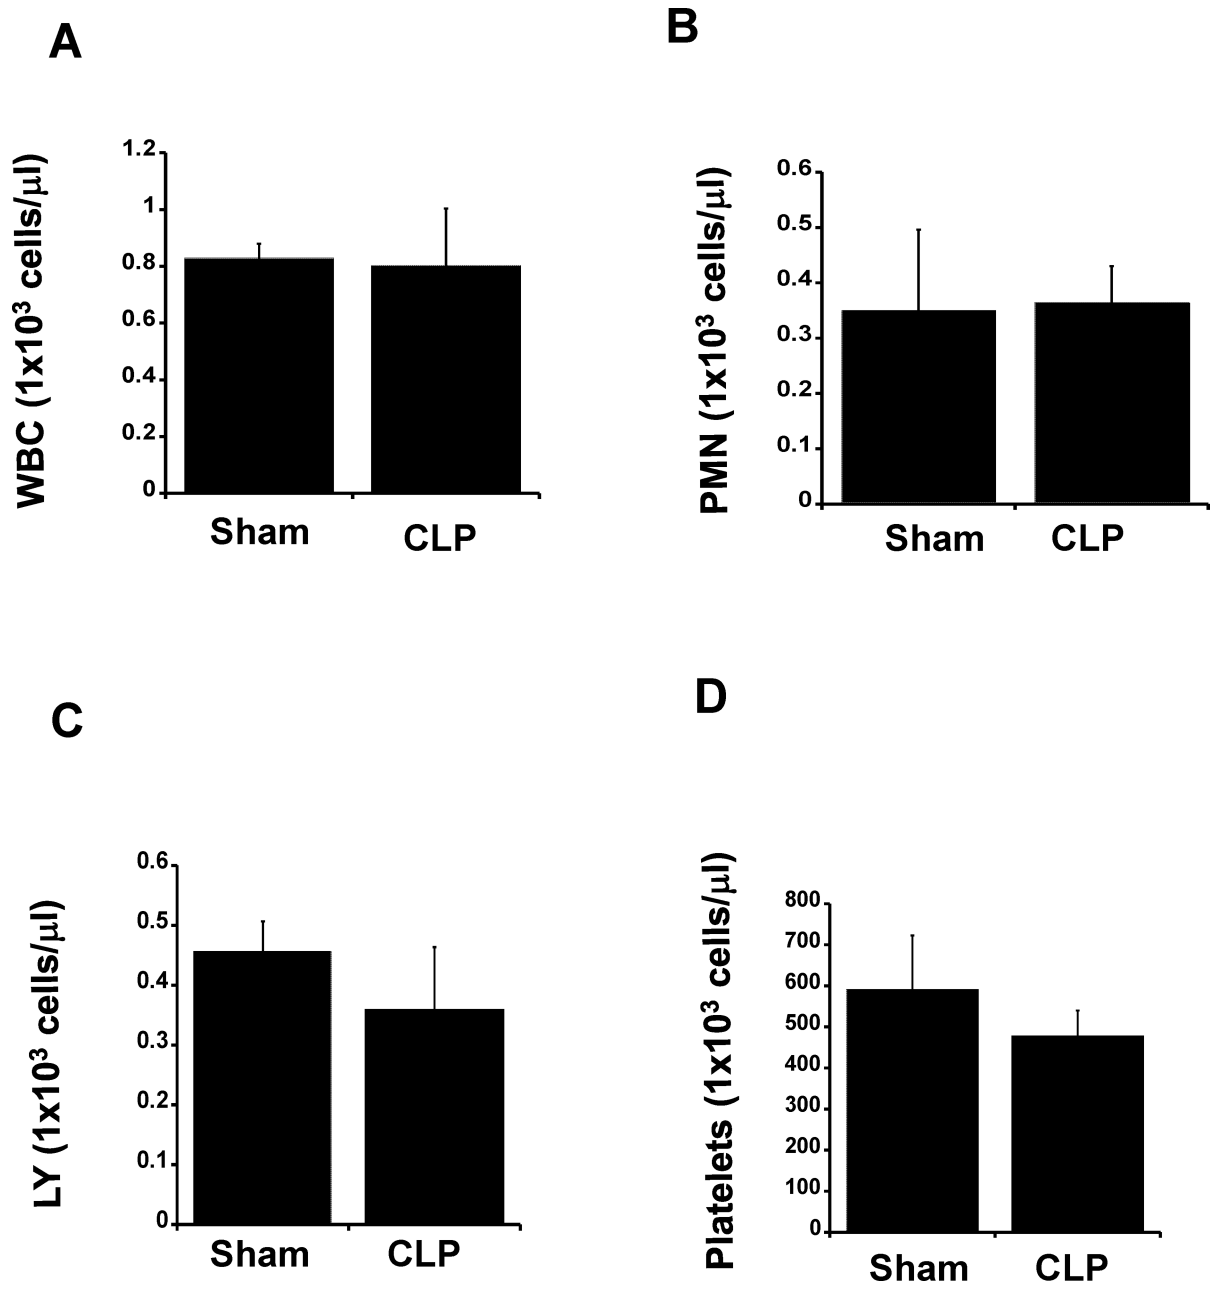 A
WBC (1x10³ cells/µl)
1.2
1
0.8
0.6
0.4
0.2
0
Sham CLP
B
PMN (1x10³ cells/µl)
0.6
0.5
0.4
0.3
0.2
0.1
0
Sham CLP
C
LY (1x10³ cells/µl)
0.6
0.5
0.4
0.3
0.2
0.1
0
Sham CLP
D
Platelets (1x10³ cells/µl)
800
700
600
500
400
300
200
100
0
Sham CLP